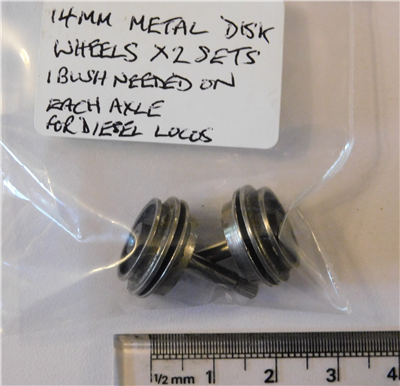 14MM METAL DISK
WHEELS X 2 SETS
1 BUSH NEEDED ON
EACH AXLE
FOR DIESEL LOCOS
1/2 mm 1 2 3 4